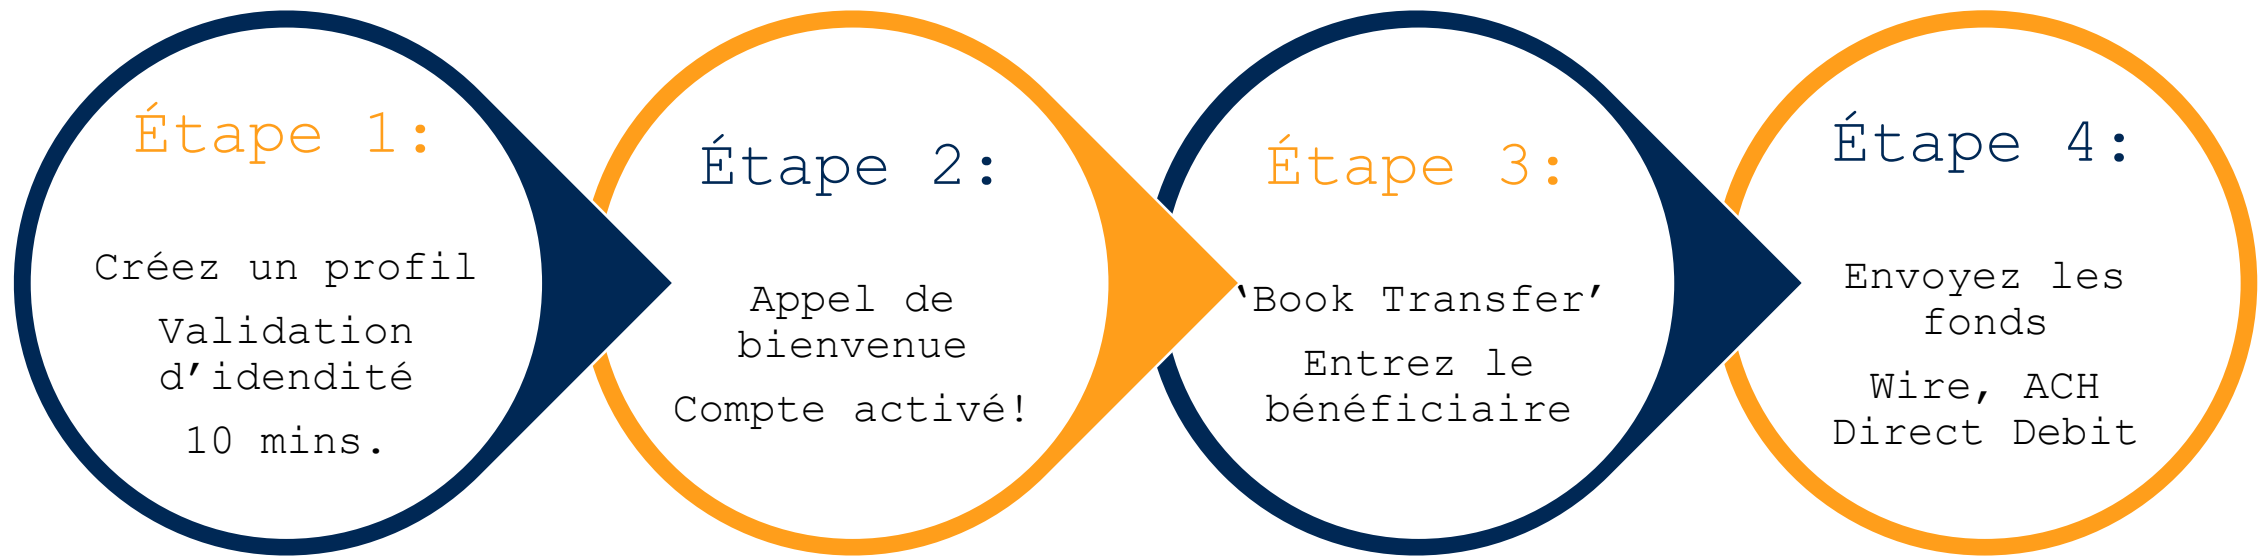 Étape 1:
Créez un profil
Validation
d’idendité
10 mins.
Étape 2:
Appel de
bienvenue
Compte activé!
Étape 3:
‘Book Transfer’
Entrez le
bénéficiaire
Étape 4:
Envoyez les
fonds
Wire, ACH
Direct Debit